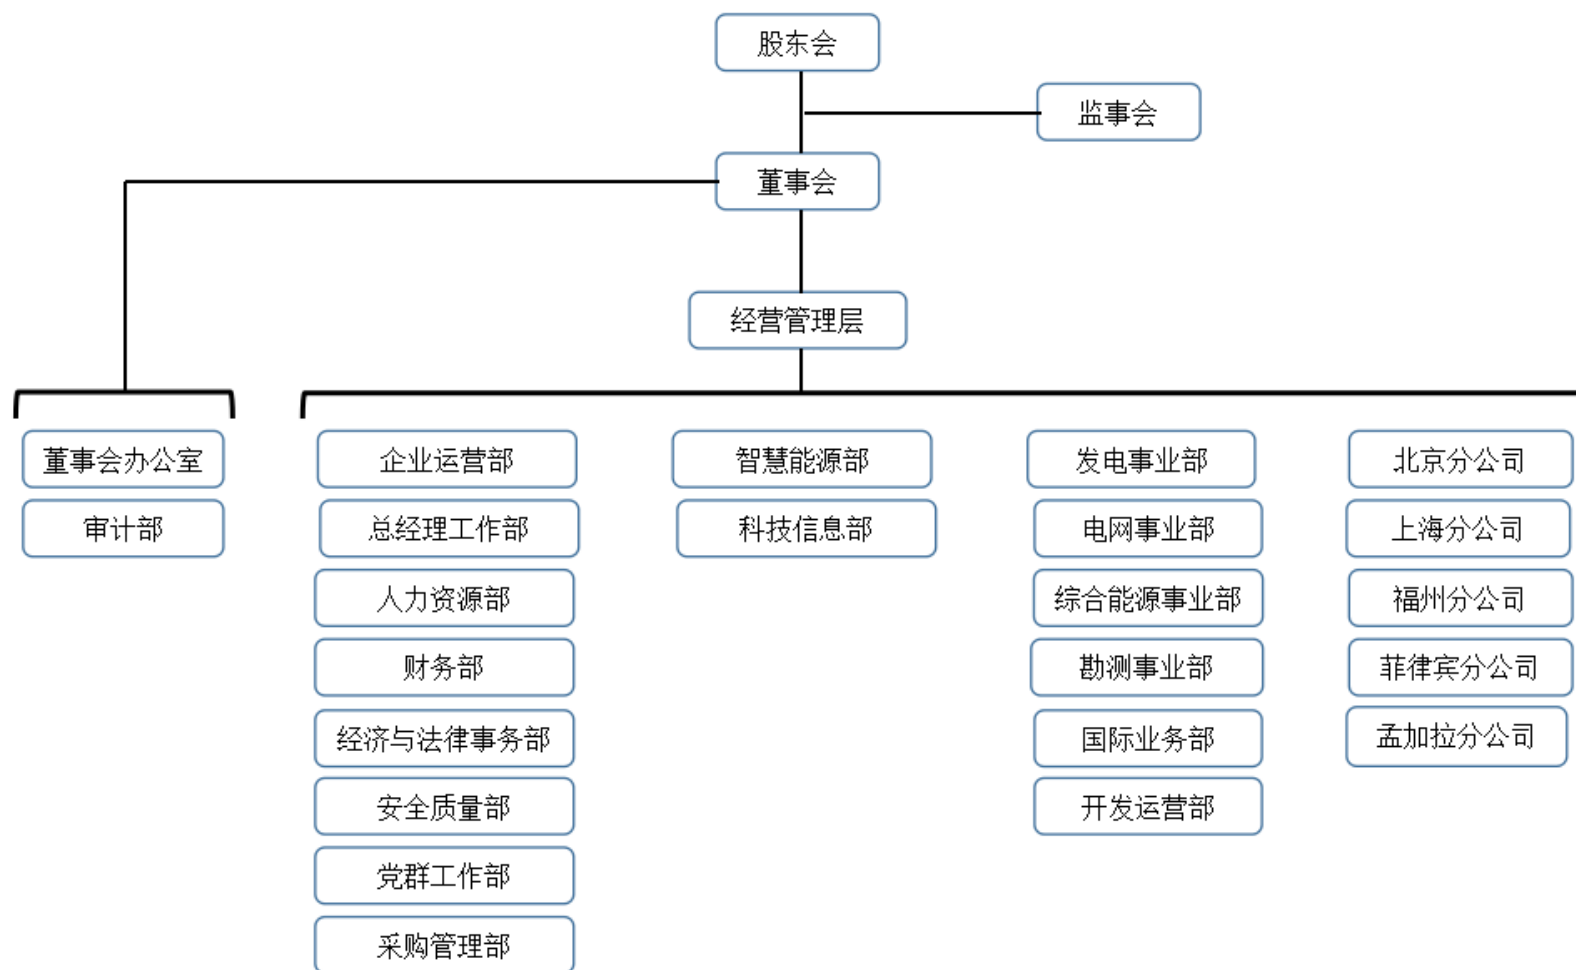 股东会
监事会
董事会
经营管理层
董事会办公室
审计部
企业运营部
总经理工作部
人力资源部
财务部
经济与法律事务部
安全质量部
党群工作部
采购管理部
智慧能源部
科技信息部
发电事业部
电网事业部
综合能源事业部
勘测事业部
国际业务部
开发运营部
北京分公司
上海分公司
福州分公司
菲律宾分公司
孟加拉分公司